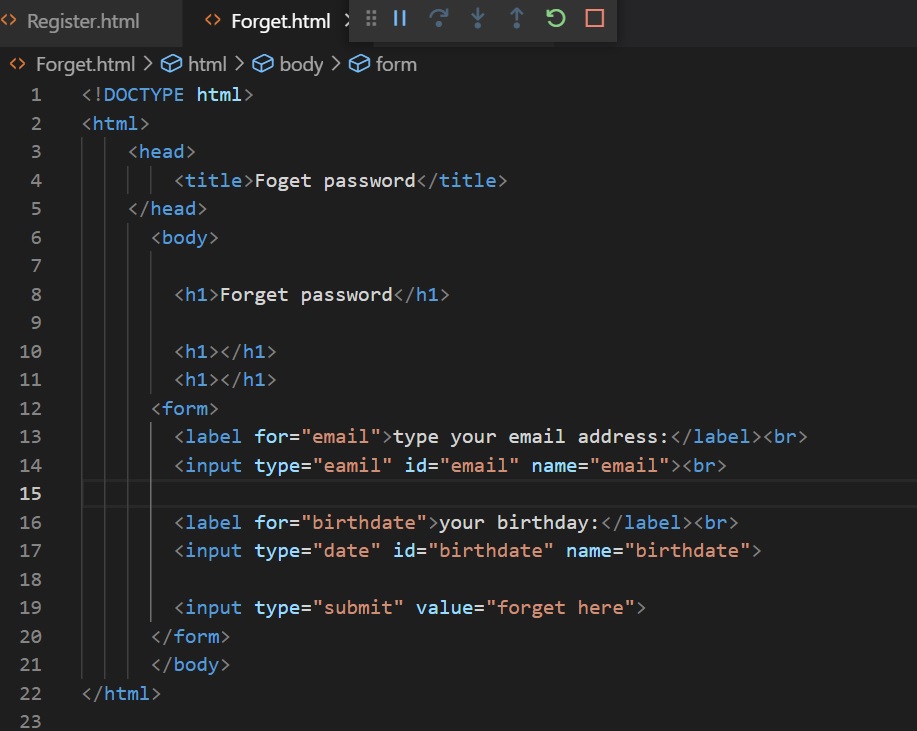 Register.html Forget.html
Forget.html > html > body > form
1 <!DOCTYPE html>
2 <html>
3 <head>
4 <title>Foget password</title>
5 </head>
6 <body>
7
8 <h1>Forget password</h1>
9
10 <h1></h1>
11 <h1></h1>
12 <form>
13 <label for="email">type your email address:</label><br>
14 <input type="eamil" id="email" name="email"><br>
15
16 <label for="birthdate">your birthday:</label><br>
17 <input type="date" id="birthdate" name="birthdate">
18
19 <input type="submit" value="forget here">
20 </form>
21 </body>
22 </html>
23